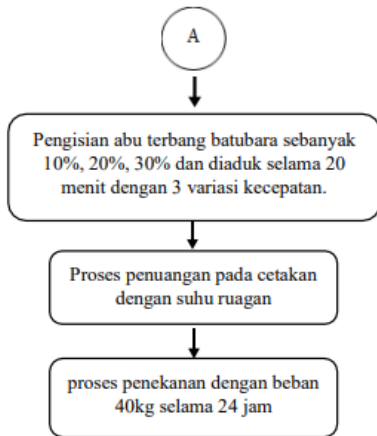 A
Pengisian abu terbang batubara sebanyak
10%, 20%, 30% dan diaduk selama 20
menit dengan 3 variasi kecepatan.
Proses penuangan pada cetakan
dengan suhu ruagan
proses penekanan dengan beban
40kg selama 24 jam